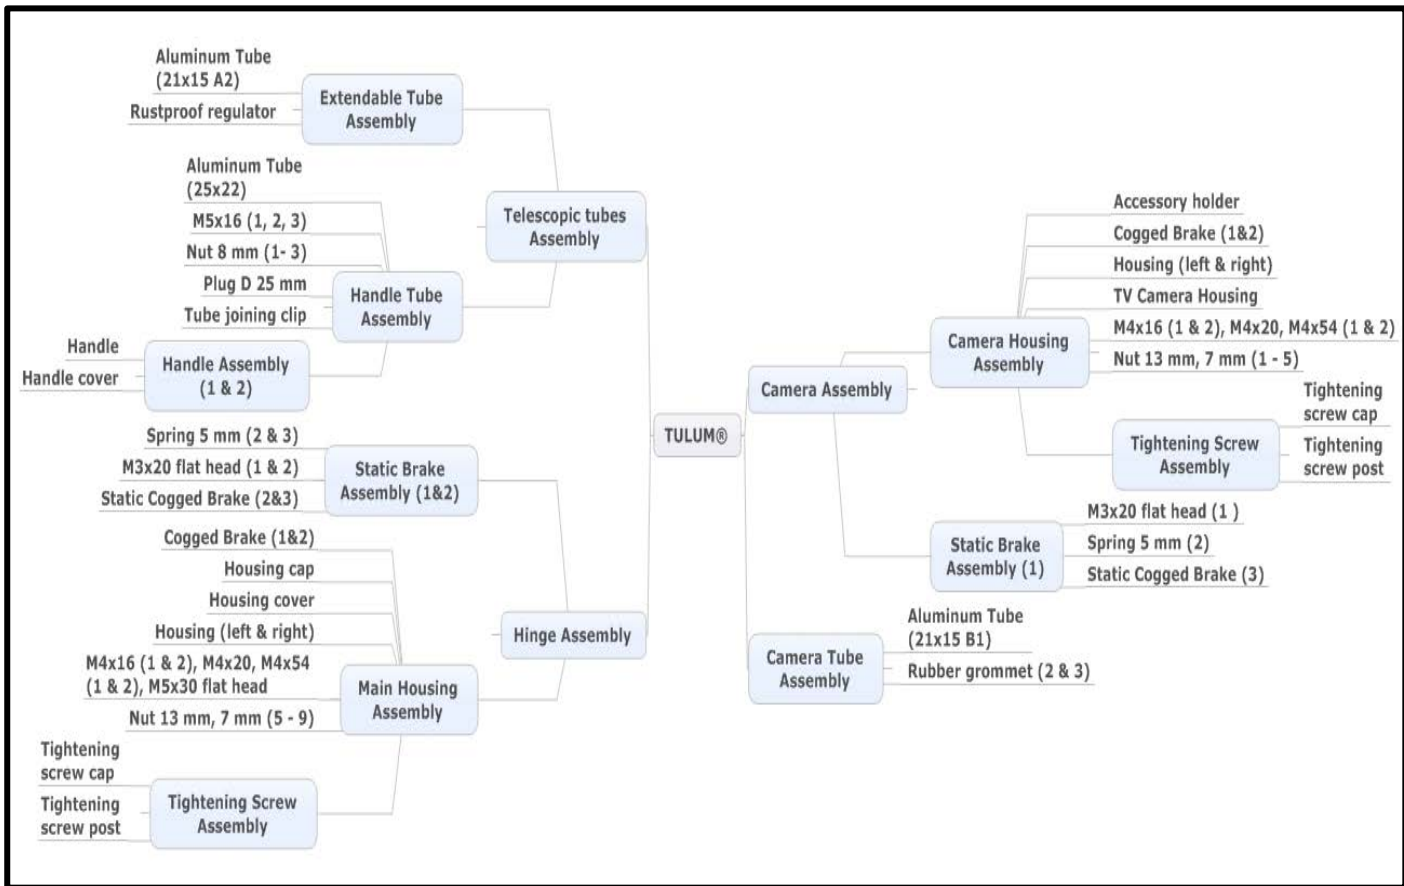 Aluminum Tube
(21x15 A2)
Rustproof regulator
Extendable Tube
Assembly
Aluminum Tube
(25x22)
M5x16 (1, 2, 3)
Nut 8 mm (1- 3)
Plug D 25 mm
Tube joining clip
Handle Tube
Assembly
Handle
Handle cover
Handle Assembly
(1 & 2)
Telescopic tubes
Assembly
Spring 5 mm (2 & 3)
M3x20 flat head (1 & 2)
Static Cogged Brake (2&3)
Static Brake
Assembly (1&2)
Cogged Brake (1&2)
Housing cap
Housing cover
Housing (left & right)
M4x16 (1 & 2), M4x20, M4x54
(1 & 2), M5x30 flat head
Nut 13 mm, 7 mm (5 - 9)
Main Housing
Assembly
Tightening
screw cap
Tightening
screw post
Tightening Screw
Assembly
Hinge Assembly
TULUM®
Camera Assembly
Camera Housing
Assembly
Accessory holder
Cogged Brake (1&2)
Housing (left & right)
TV Camera Housing
M4x16 (1 & 2), M4x20, M4x54 (1 & 2)
Nut 13 mm, 7 mm (1 - 5)
Tightening Screw
Assembly
Tightening
screw cap
Tightening
screw post
Static Brake
Assembly (1)
M3x20 flat head (1 )
Spring 5 mm (2)
Static Cogged Brake (3)
Camera Tube
Assembly
Aluminum Tube
(21x15 B1)
Rubber grommet (2 & 3)